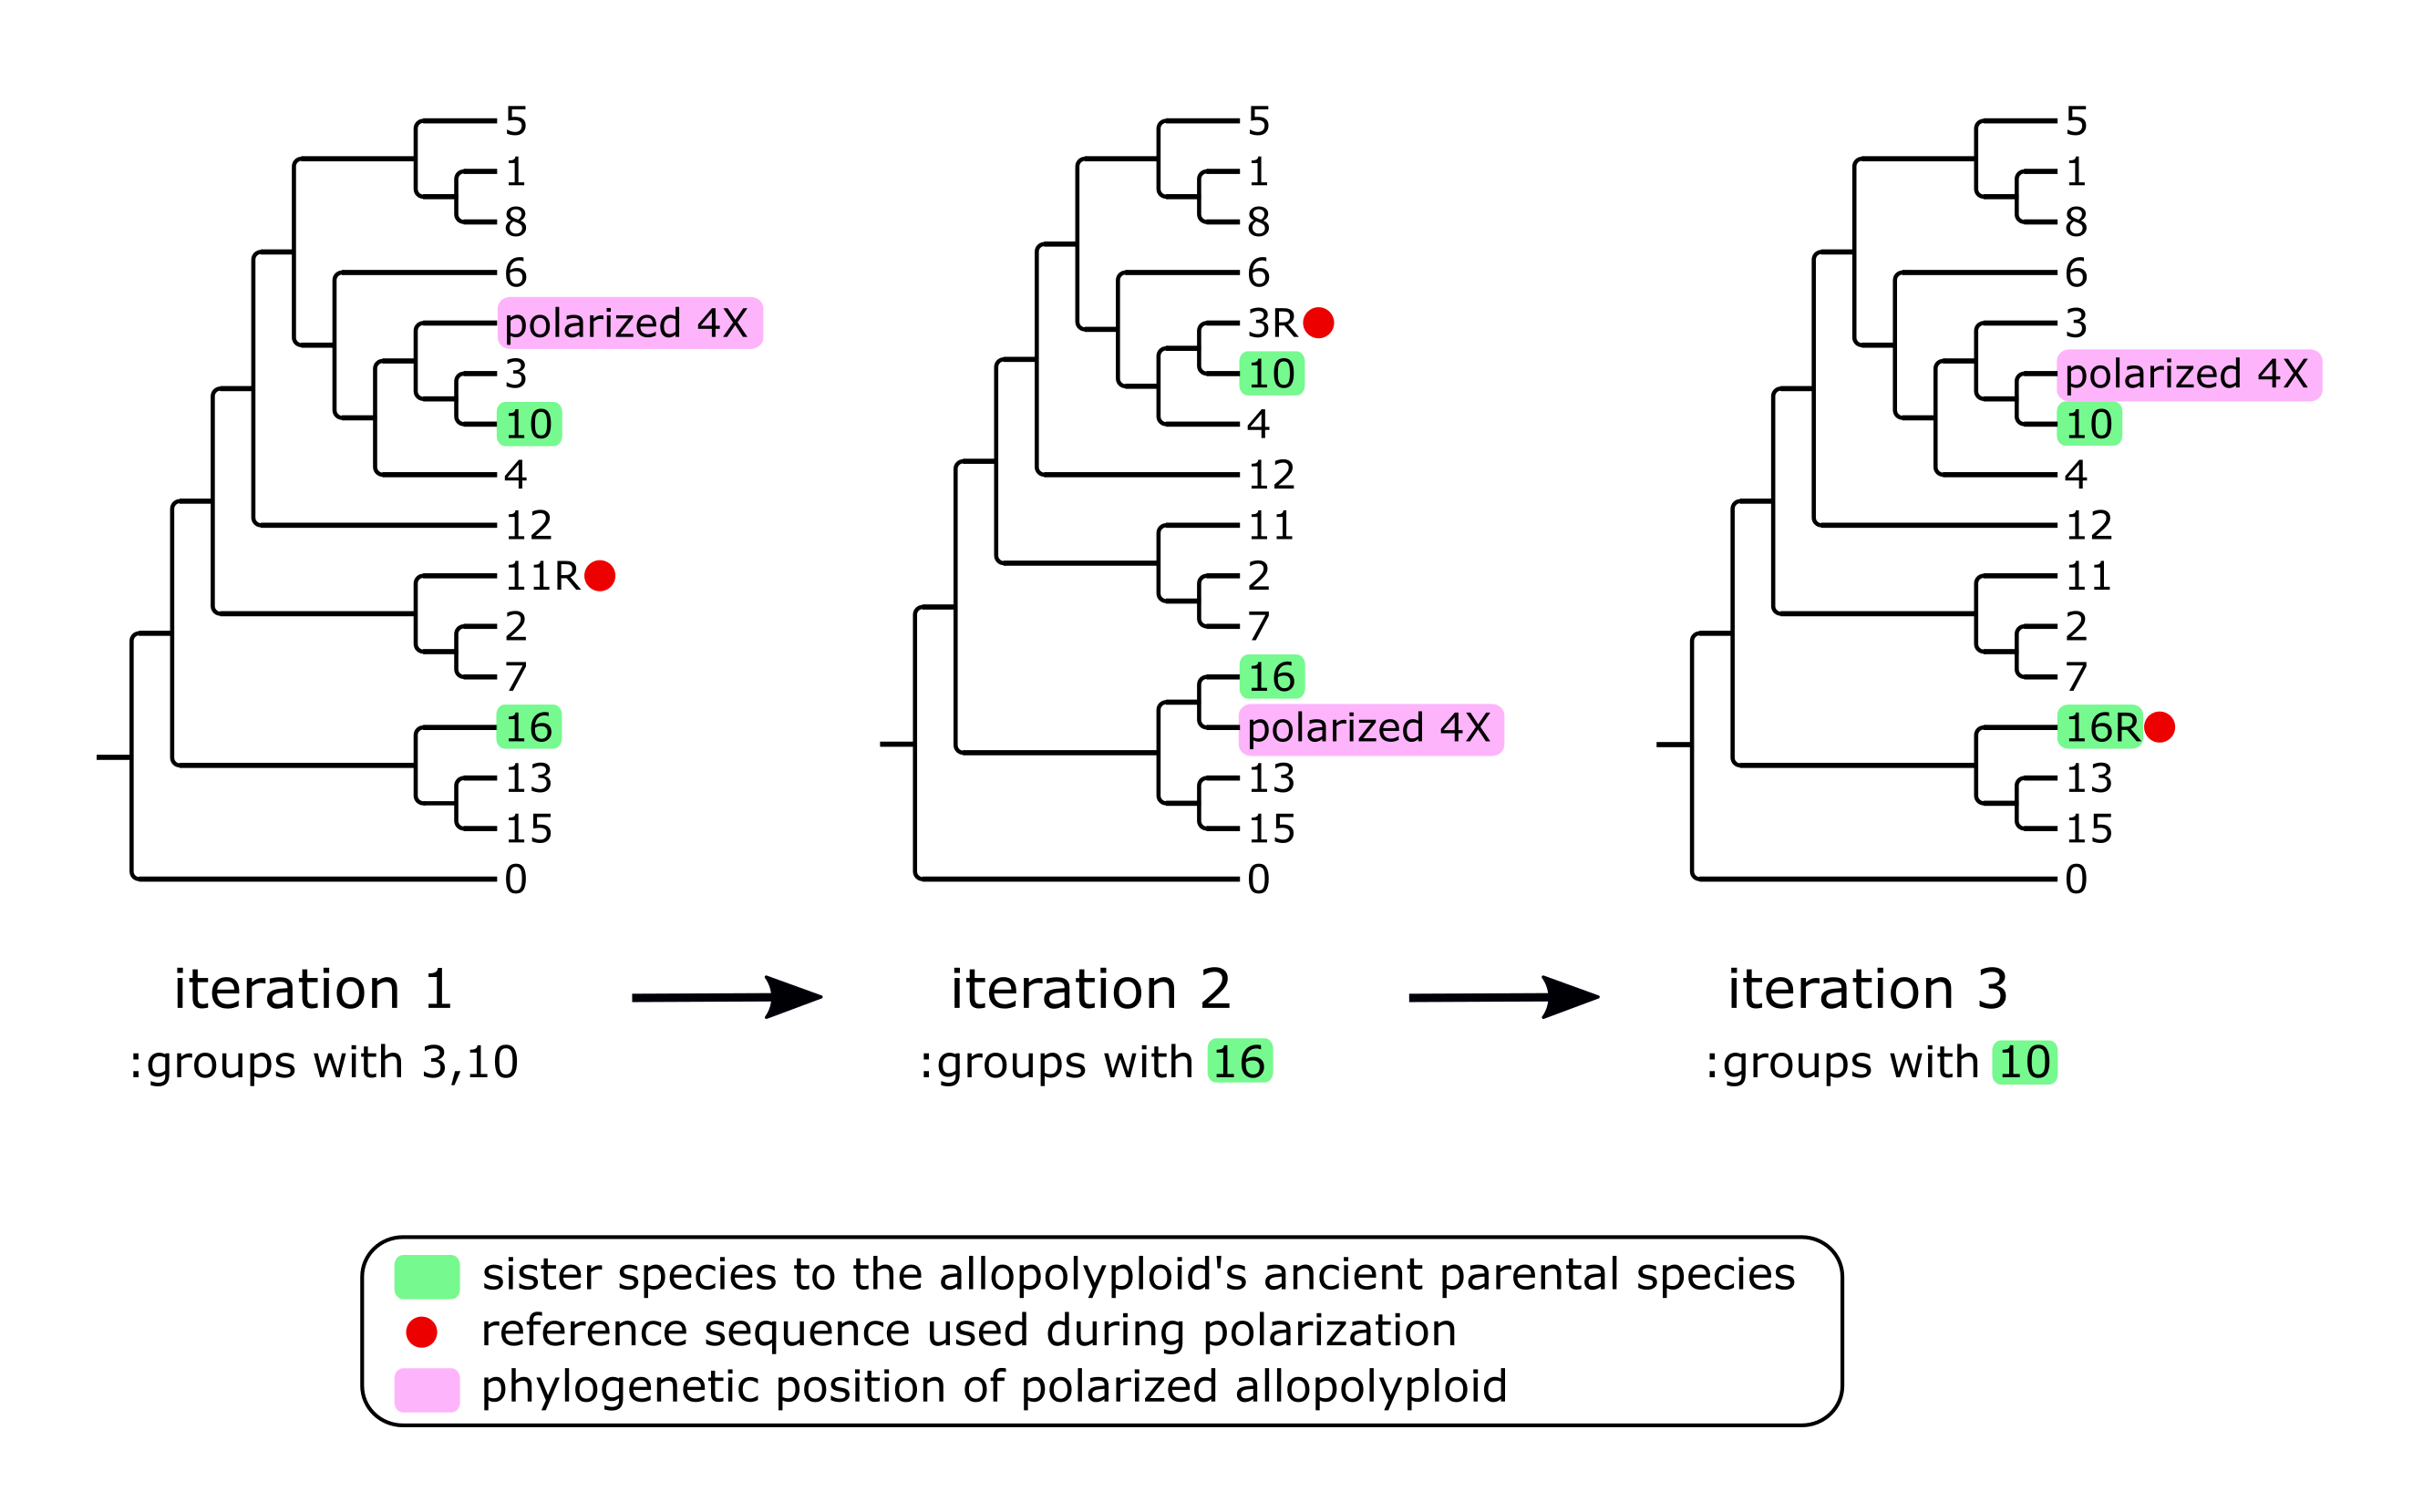 5
1
8
6
polarized 4X
3
10
4
12
11R
2
7
16
13
15
0
5
1
8
6
3R
10
4
12
11
2
7
16
polarized 4X
13
15
0
5
1
8
6
3
polarized 4X
10
4
12
11
2
7
16R
13
15
0
iteration 1
:groups with 3,10
iteration 2
:groups with 16
iteration 3
:groups with 10
sister species to the allopolyploid's ancient parental species
reference sequence used during polarization
phylogenetic position of polarized allopolyploid